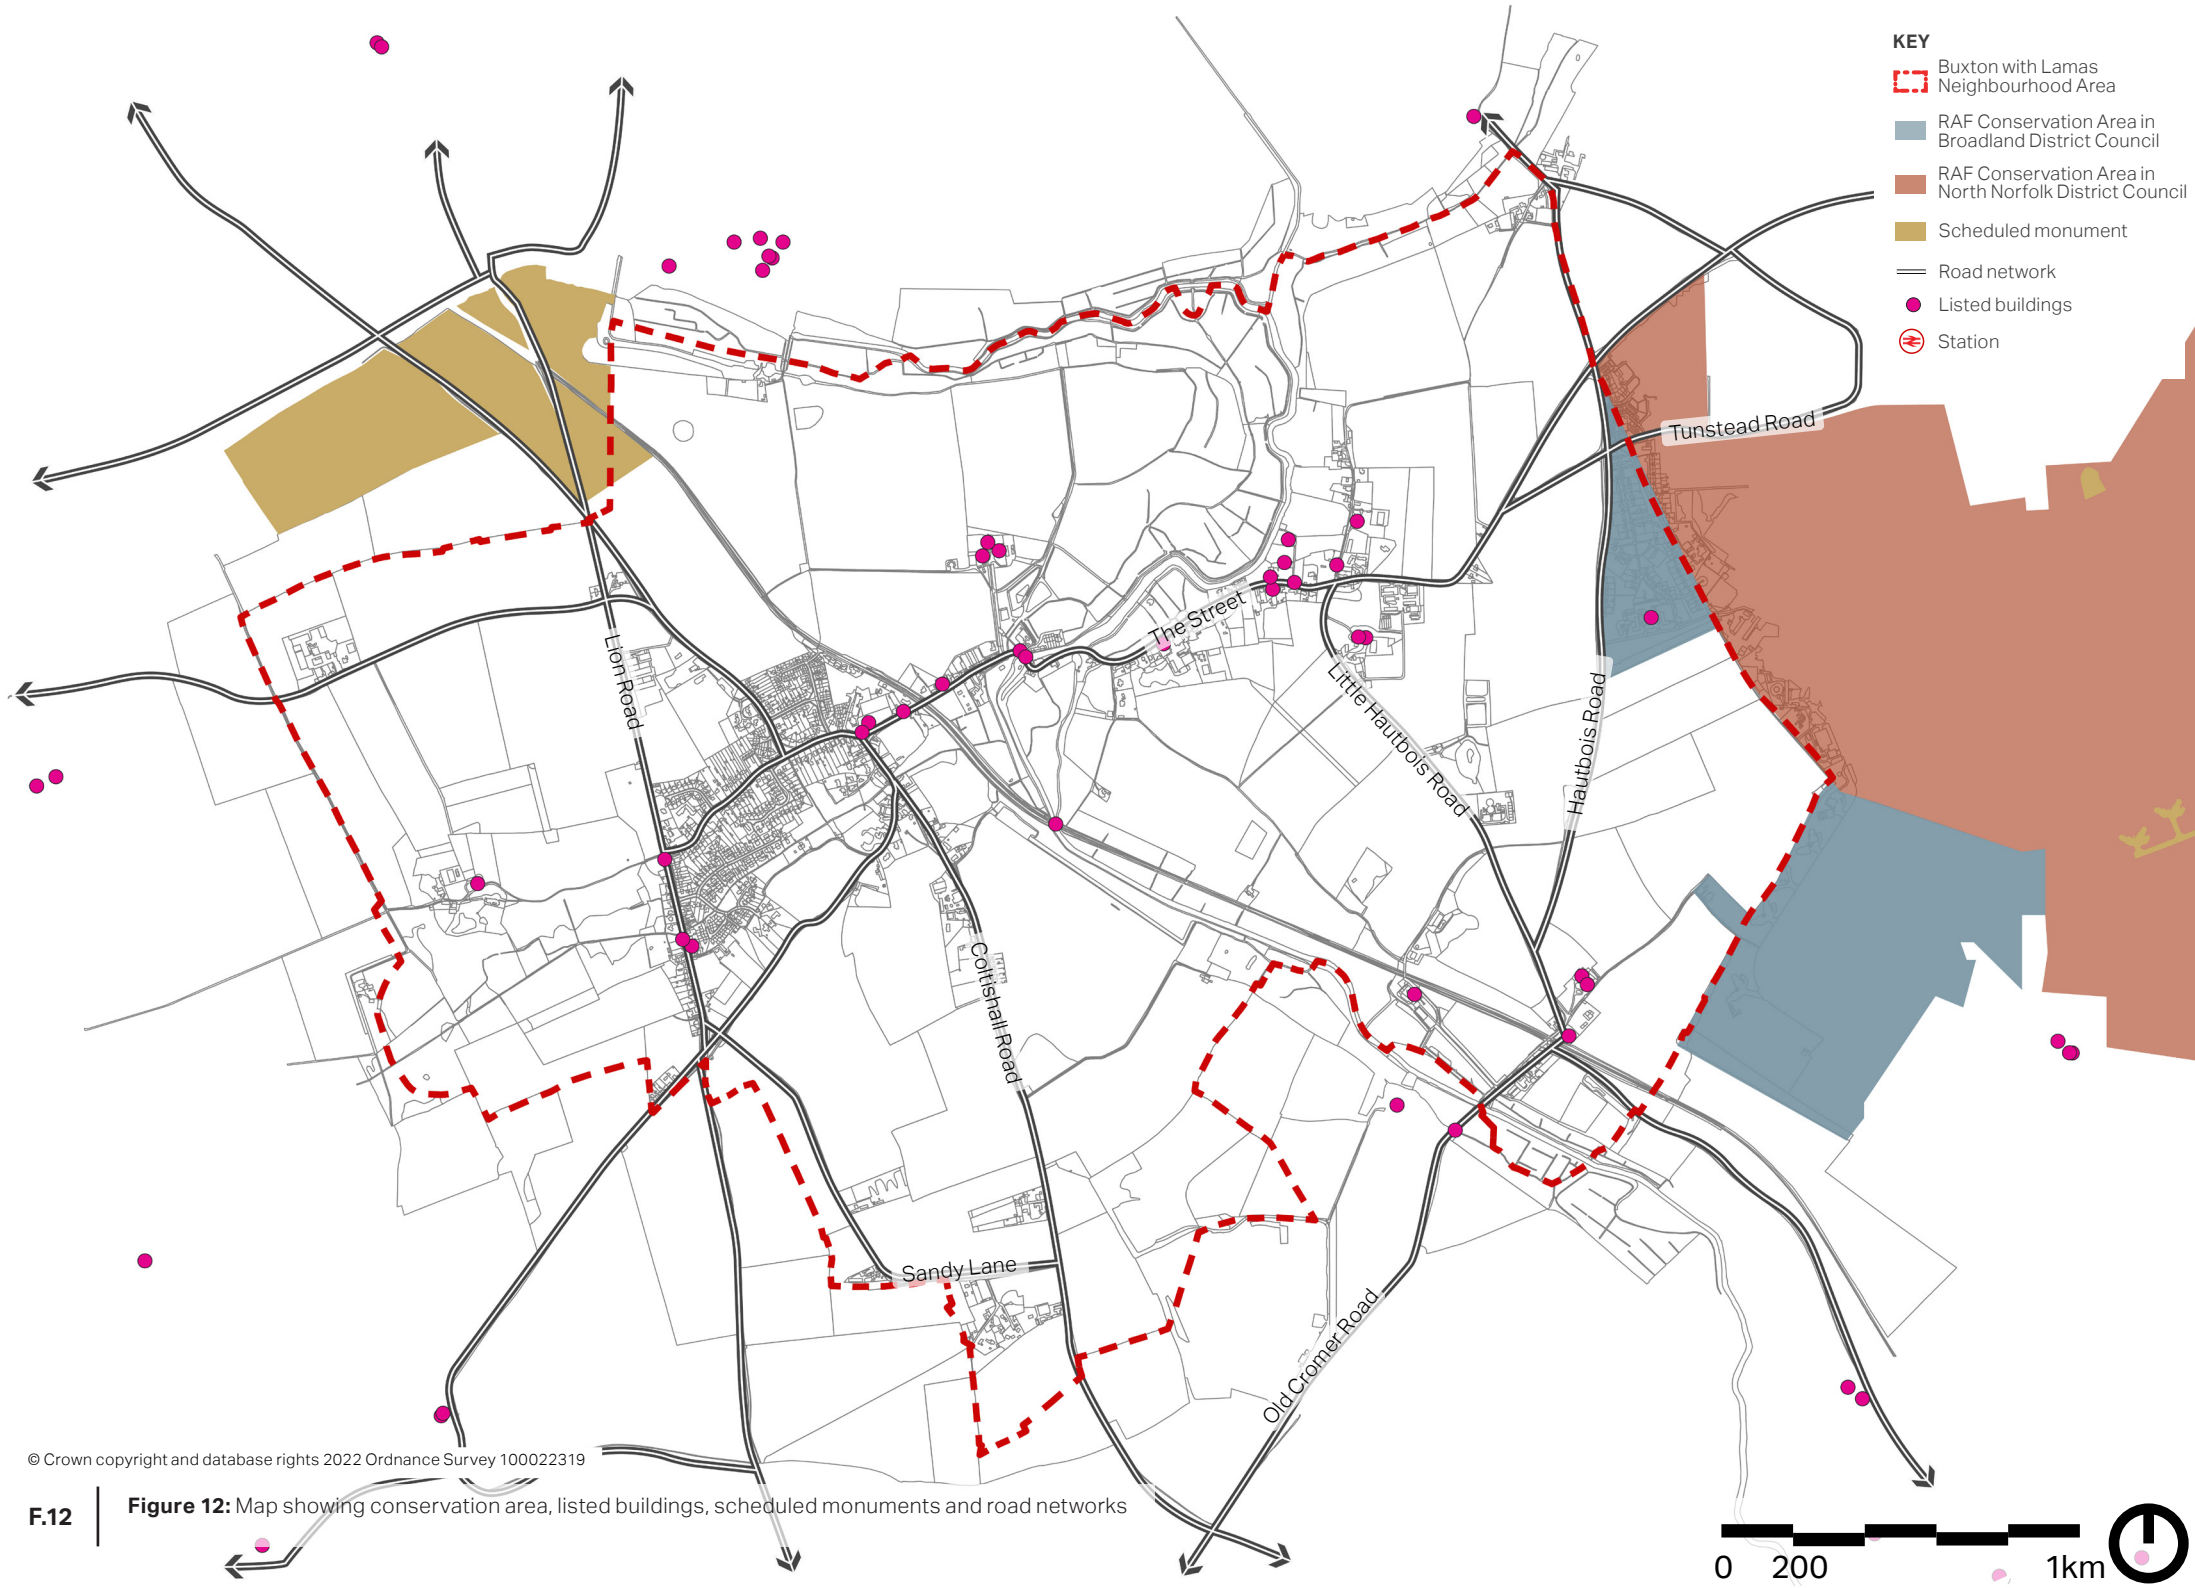 KEY
Buxton with Lamas
Neighbourhood Area
RAF Conservation Area in
Broadland District Council
RAF Conservation Area in
North Norfolk District Council
Scheduled monument
Road network
Listed buildings
Station
Tunstead Road
The Street
Lion Road
Little Hautbois Road
Hautbois Road
Coltishall Road
Sandy Lane
Old Cromer Road
© Crown copyright and database rights 2022 Ordnance Survey 100022319
F.12
Figure 12: Map showing conservation area, listed buildings, scheduled monuments and road networks
0 200 1km